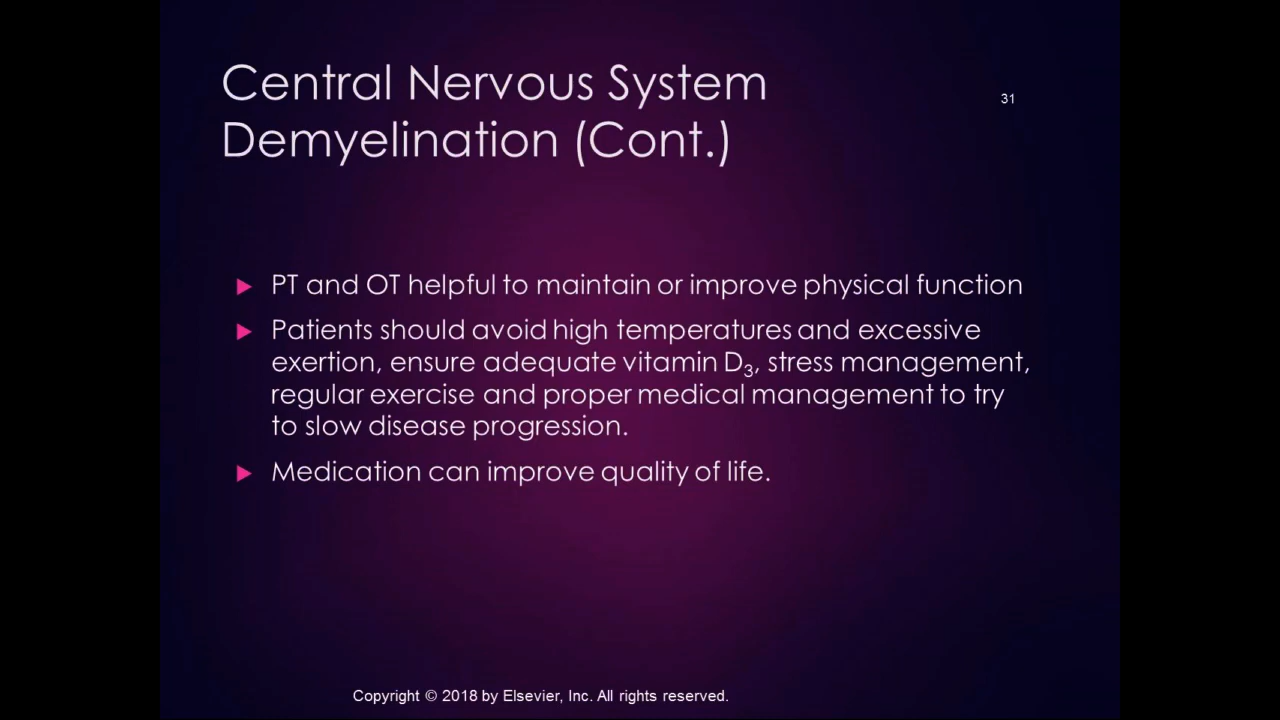 Central Nervous System
Demyelination (Cont.)
31
PT and OT helpful to maintain or improve physical function
Patients should avoid high temperatures and excessive
exertion, ensure adequate vitamin D₃, stress management,
regular exercise and proper medical management to try
to slow disease progression.
Medication can improve quality of life.
Copyright © 2018 by Elsevier, Inc. All rights reserved.